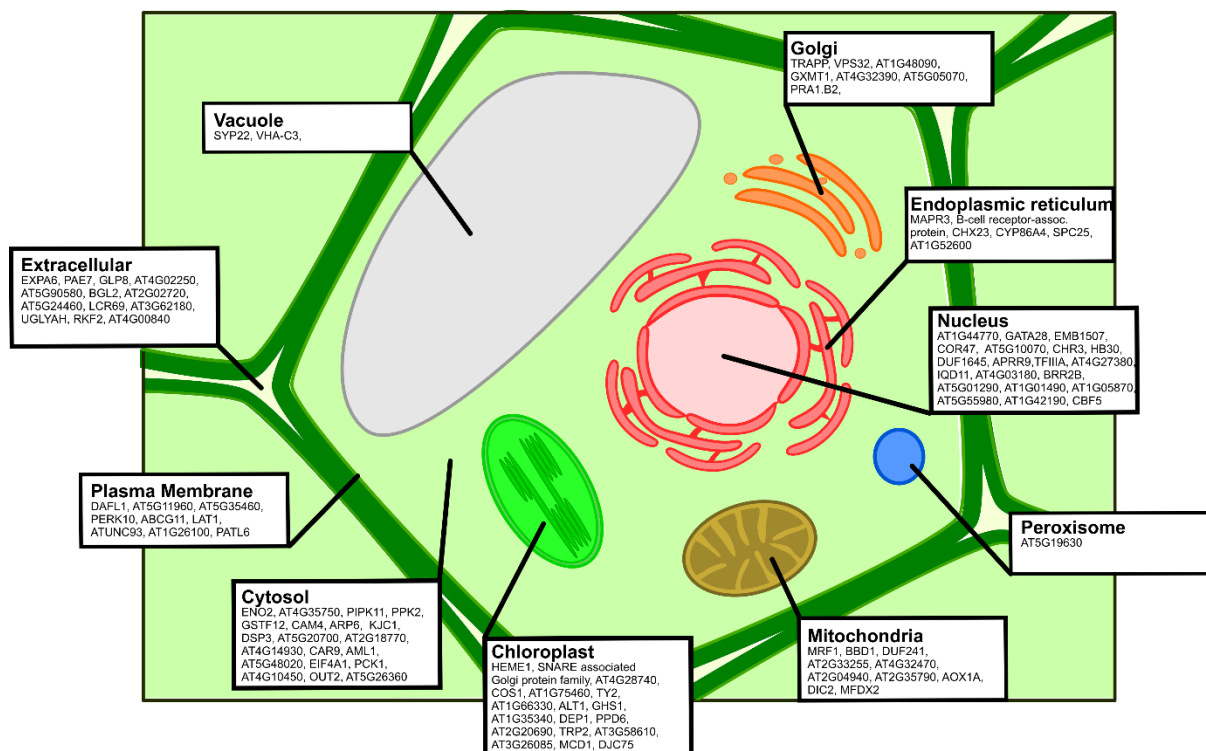 Golgi
TRAPP, VPS32, AT1G48090,
GXMT1, AT4G32390, AT5G05070,
PRA1.B2,
Vacuole
SYP22, VHA-C3,
Endoplasmic reticulum
MAPR3, B-cell receptor-assoc.
protein, CHX23, CYP86A4, SPC25,
AT1G52600
Extracellular
EXPA6, PAE7, GLP8, AT4G02250,
AT5G90580, BGL2, AT2G02720,
AT5G24460, LCR69, AT3G62180,
UGLYAH, RKF2, AT4G00840
Nucleus
AT1G44770, GATA28, EMB1507,
COR47, AT5G10070, CHR3, HB30,
DUF1645, APRR9,TFIIIA, AT4G27380,
IQD11, AT4G03180, BRR2B,
AT5G01290, AT1G01490, AT1G05870,
AT5G55980, AT1G42190, CBF5
Plasma Membrane
DAFL1, AT5G11960, AT5G35460,
PERK10, ABCG11, LAT1,
ATUNC93, AT1G26100, PATL6
Peroxisome
AT5G19630
Cytosol
ENO2, AT4G35750, PIPK11, PPK2,
GSTF12, CAM4, ARP6, KJC1,
DSP3, AT5G20700, AT2G18770,
AT4G14930, CAR9, AML1,
AT5G48020, EIF4A1, PCK1,
AT4G10450, OUT2, AT5G26360
Chloroplast
HEME1, SNARE associated
Golgi protein family, AT4G28740,
COS1, AT1G75460, TY2,
AT1G66330, ALT1, GHS1,
AT1G35340, DEP1, PPD6,
AT2G20690, TRP2, AT3G58610,
AT3G26085, MCD1, DJC75
Mitochondria
MRF1, BBD1, DUF241,
AT2G33255, AT4G32470,
AT2G04940, AT2G35790, AOX1A,
DIC2, MFDX2